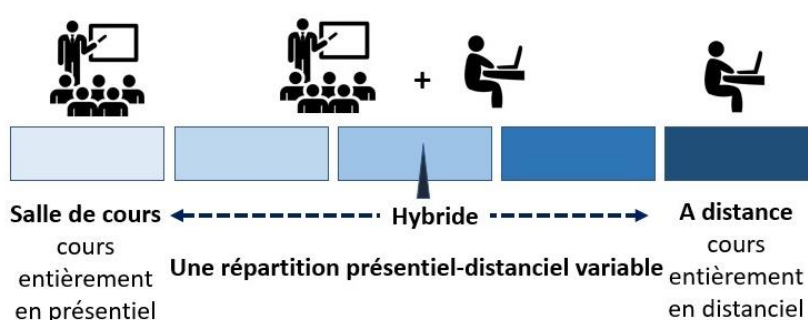 +
Salle de cours
cours
entièrement
en présentiel
Hybride
Une répartition présentiel-distanciel variable
A distance
cours
entièrement
en distanciel